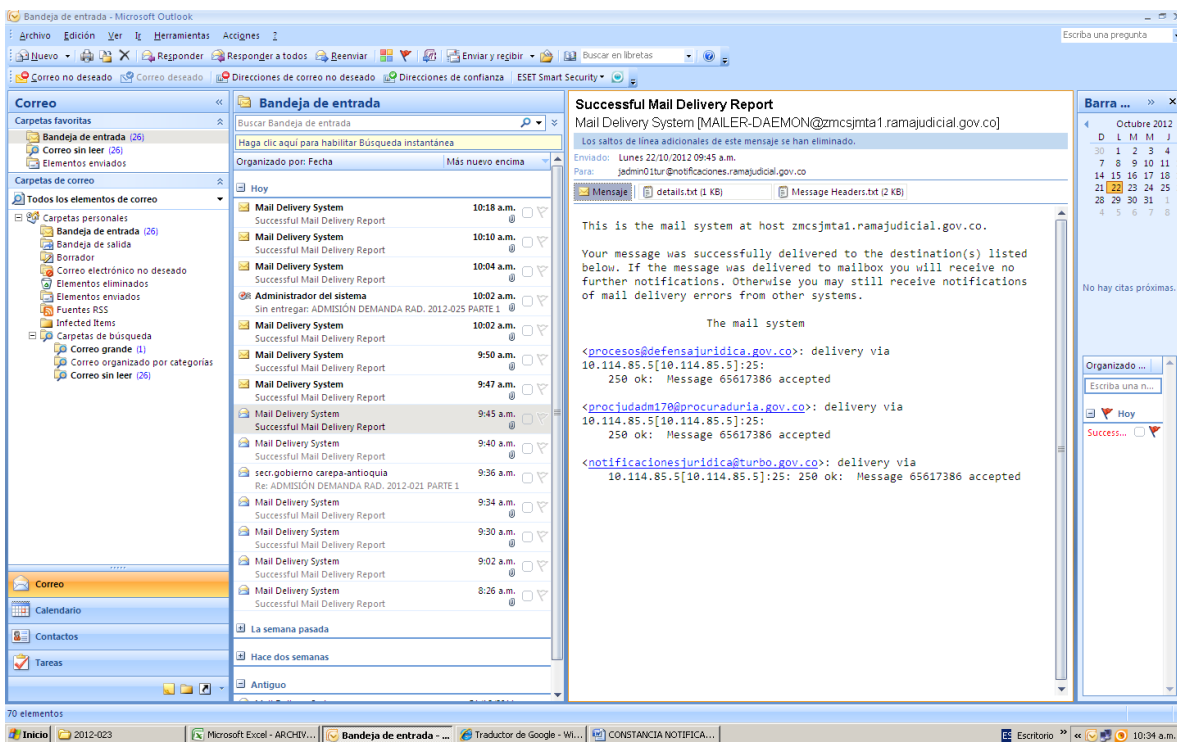 Bandeja de entrada - Microsoft Outlook
Archivo Edición Ver Ir Herramientas Acciones ?
Escriba una pregunta
Nuevo Responder Responder a todos Reenviar Enviar y recibir Buscar en libretas
Correo no deseado Correo deseado Direcciones de correo no deseado Direcciones de confianza ESET Smart Security
Correo
Carpetas favoritas
Bandeja de entrada (26)
Correo sin leer (26)
Elementos enviados
Carpetas de correo
Todos los elementos de correo
Carpetas personales
Bandeja de entrada (26)
Bandeja de salida
Borrador
Correo electrónico no deseado
Elementos eliminados
Elementos enviados
Fuentes RSS
Infected Items
Carpetas de búsqueda
Correo grande (1)
Correo organizado por categorías
Correo sin leer (26)
Correo
Calendario
Contactos
Tareas
Bandeja de entrada
Buscar Bandeja de entrada
Haga clic aquí para habilitar Búsqueda instantánea
Organizado por: Fecha Más nuevo encima
Hoy
Mail Delivery System 10:18 a.m.
Successful Mail Delivery Report
Mail Delivery System 10:10 a.m.
Successful Mail Delivery Report
Mail Delivery System 10:04 a.m.
Successful Mail Delivery Report
Administrador del sistema 10:02 a.m.
Sin entregar: ADMISIÓN DEMANDA RAD. 2012-025 PARTE 1
Mail Delivery System 10:02 a.m.
Successful Mail Delivery Report
Mail Delivery System 9:50 a.m.
Successful Mail Delivery Report
Mail Delivery System 9:47 a.m.
Successful Mail Delivery Report
Mail Delivery System 9:45 a.m.
Successful Mail Delivery Report
Mail Delivery System 9:40 a.m.
Successful Mail Delivery Report
secr.gobierno carepa-antioquia 9:36 a.m.
Re: ADMISIÓN DEMANDA RAD. 2012-021 PARTE 1
Mail Delivery System 9:34 a.m.
Successful Mail Delivery Report
Mail Delivery System 9:30 a.m.
Successful Mail Delivery Report
Mail Delivery System 9:02 a.m.
Successful Mail Delivery Report
Mail Delivery System 8:26 a.m.
Successful Mail Delivery Report
La semana pasada
Hace dos semanas
Antiguo
Successful Mail Delivery Report
Mail Delivery System [MAILER-DAEMON@zmcsjmta1.ramajudicial.gov.co]
Los saltos de línea adicionales de este mensaje se han eliminado.
Enviado: Lunes 22/10/2012 09:45 a.m.
Para: jadmin01tur@notificaciones.ramajudicial.gov.co
Mensaje details.txt (1 KB) Message Headers.txt (2 KB)
This is the mail system at host zmcsjmta1.ramajudicial.gov.co.
Your message was successfully delivered to the destination(s) listed
below. If the message was delivered to mailbox you will receive no
further notifications. Otherwise you may still receive notifications
of mail delivery errors from other systems.
The mail system
<procesos@defensajuridica.gov.co>: delivery via
10.114.85.5[10.114.85.5]:25:
250 ok: Message 65617386 accepted
<procjudadm170@procuraduria.gov.co>: delivery via
10.114.85.5[10.114.85.5]:25:
250 ok: Message 65617386 accepted
<notificacionesjuridica@turbo.gov.co>: delivery via
10.114.85.5[10.114.85.5]:25: 250 ok: Message 65617386 accepted
Barra ...
Octubre 2012
D L M M J
30 1 2 3 4
7 8 9 10 11
14 15 16 17 18
21 22 23 24 25
28 29 30 31 1
4 5 6 7 8
No hay citas próximas.
Organizado ...
Escriba una n...
Hoy
Success...
70 elementos
Inicio 2012-023 Microsoft Excel - ARCHIV... Bandeja de entrada - ... Traductor de Google - Wi... CONSTANCIA NOTIFICA... ES Escritorio 10:34 a.m.